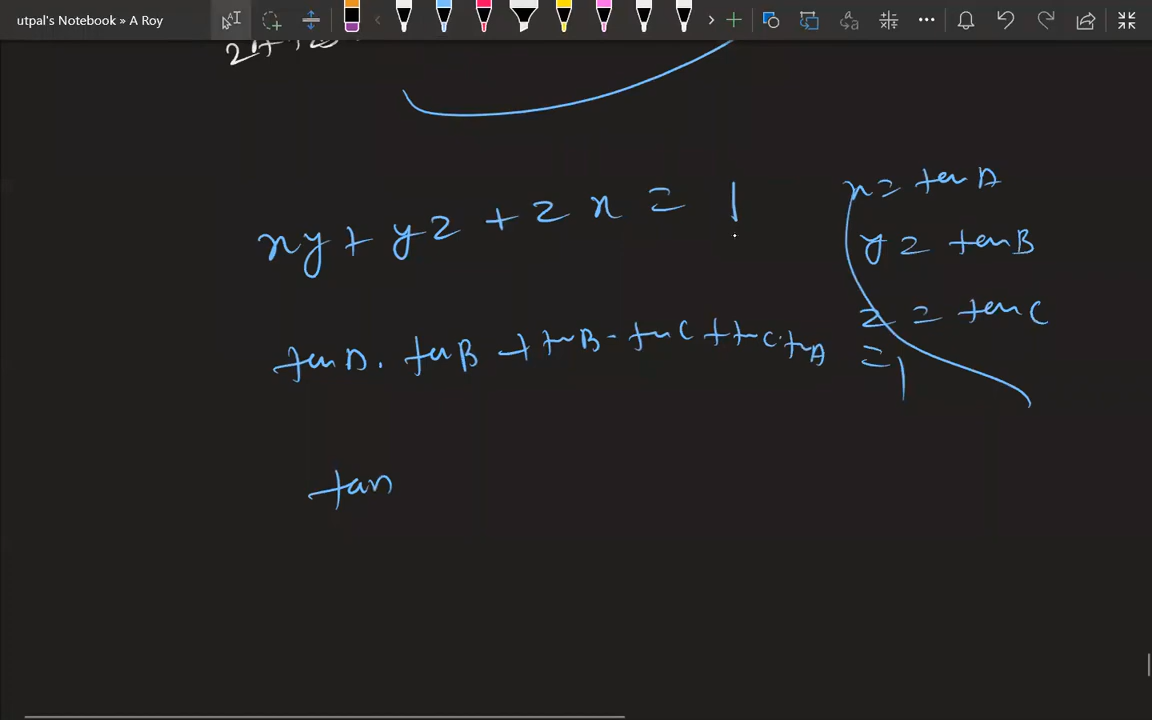 utpal's Notebook » A Roy
xy + yz + zx = 1
x = tan A
y = tan B
z = tan C
tan A . tan B + tan B . tan C + tan C . tan A = 1
tan